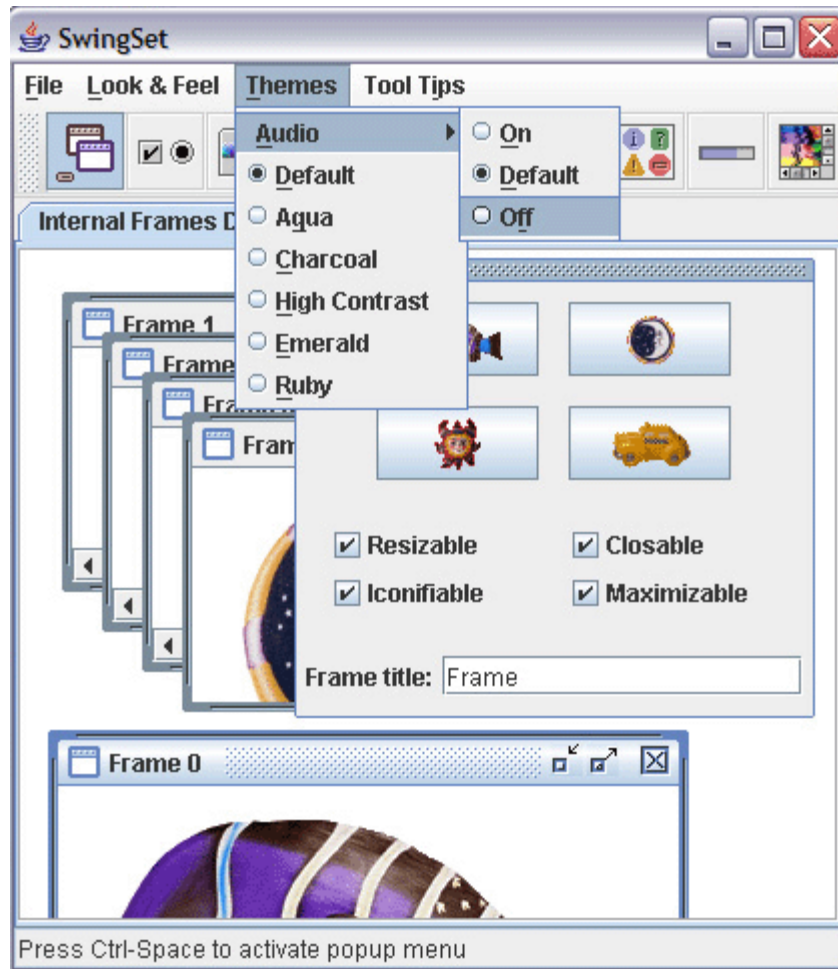 SwingSet
File Look & Feel Themes Tool Tips
Audio
Default
Aqua
Charcoal
High Contrast
Emerald
Ruby
On
Default
Off
Internal Frames
Frame 1
Frame
Frame 0
Resizable Closable
Iconifiable Maximizable
Frame title: Frame
Press Ctrl-Space to activate popup menu